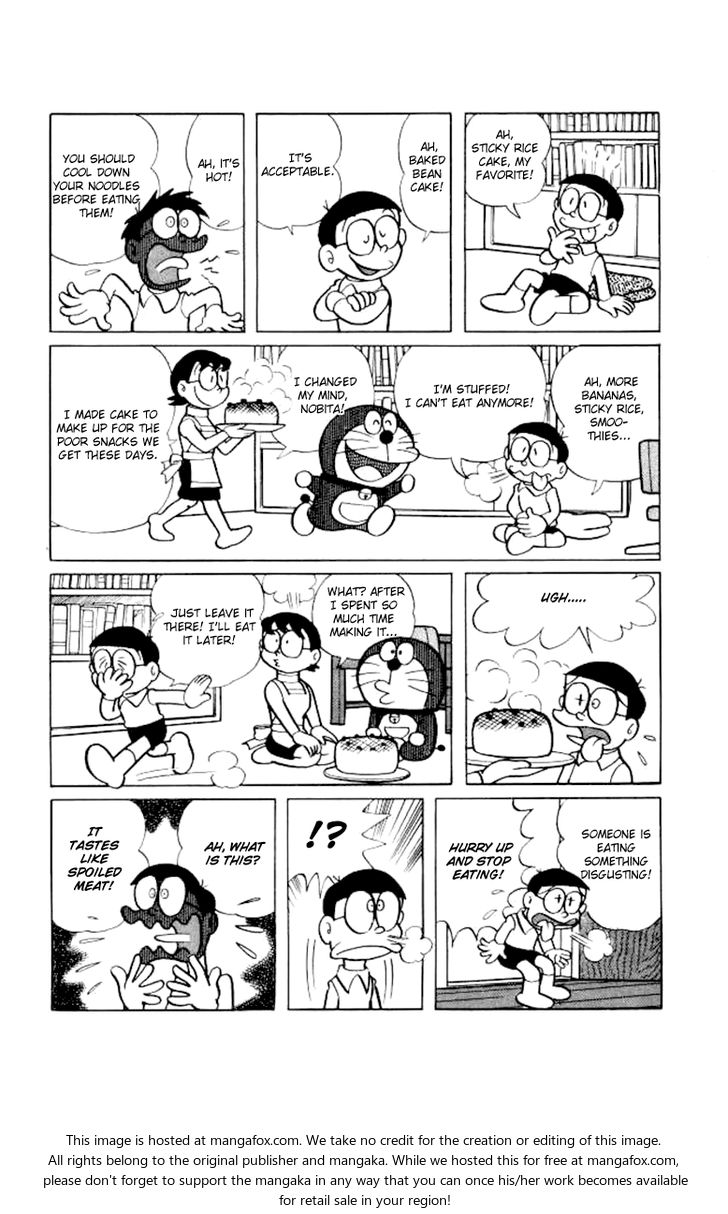 AH,
STICKY RICE
CAKE, MY
FAVORITE!
AH,
BAKED
BEAN
CAKE!
IT'S
ACCEPTABLE.
AH, IT'S
HOT!
YOU SHOULD
COOL DOWN
YOUR NOODLES
BEFORE EATING
THEM!
AH, MORE
BANANAS,
STICKY RICE,
SMOO-
THIES...
I'M STUFFED!
I CAN'T EAT ANYMORE!
I CHANGED
MY MIND,
NOBITA!
I MADE CAKE TO
MAKE UP FOR THE
POOR SNACKS WE
GET THESE DAYS.
UGH.....
WHAT? AFTER
I SPENT SO
MUCH TIME
MAKING IT...
JUST LEAVE IT
THERE! I'LL EAT
IT LATER!
SOMEONE IS
EATING
SOMETHING
DISGUSTING!
HURRY UP
AND STOP
EATING!
!?
AH, WHAT
IS THIS?
IT
TASTES
LIKE
SPOILED
MEAT!
This image is hosted at mangafox.com. We take no credit for the creation or editing of this image.
All rights belong to the original publisher and mangaka. While we hosted this for free at mangafox.com,
please don't forget to support the mangaka in any way that you can once his/her work becomes available
for retail sale in your region!